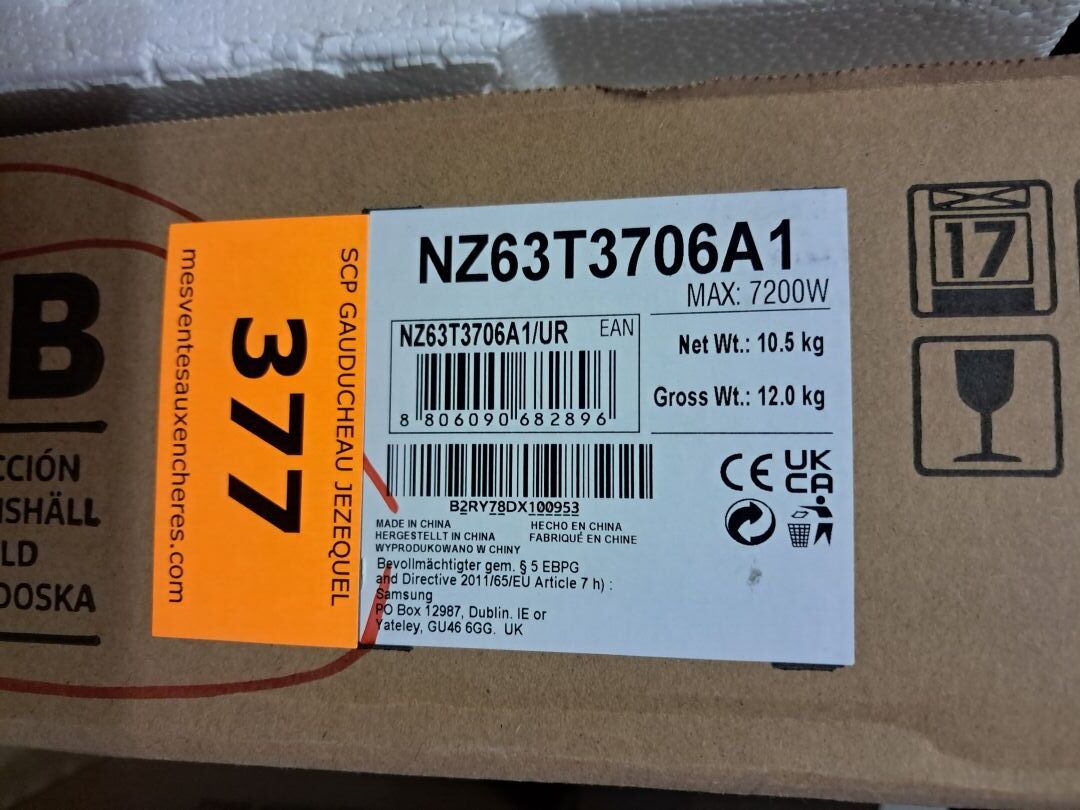 B
CCIÓN
NSHÄLL
LD
DOSKA
mesventesauxencheres.com
377
SCP GAUDUCHEAU JEZEQUEL
NZ63T3706A1
MAX: 7200W
NZ63T3706A1/UR EAN
8 806090 682896
Net Wt.: 10.5 kg
Gross Wt.: 12.0 kg
B2RY78DX100953
MADE IN CHINA HECHO EN CHINA
HERGESTELLT IN CHINA FABRIQUÉ EN CHINE
WYPRODUKOWANO W CHINY
Bevollmächtigter gem. § 5 EBPG
and Directive 2011/65/EU Article 7 h) :
Samsung
PO Box 12987, Dublin. IE or
Yateley, GU46 6GG. UK
CE
UK
CA
17